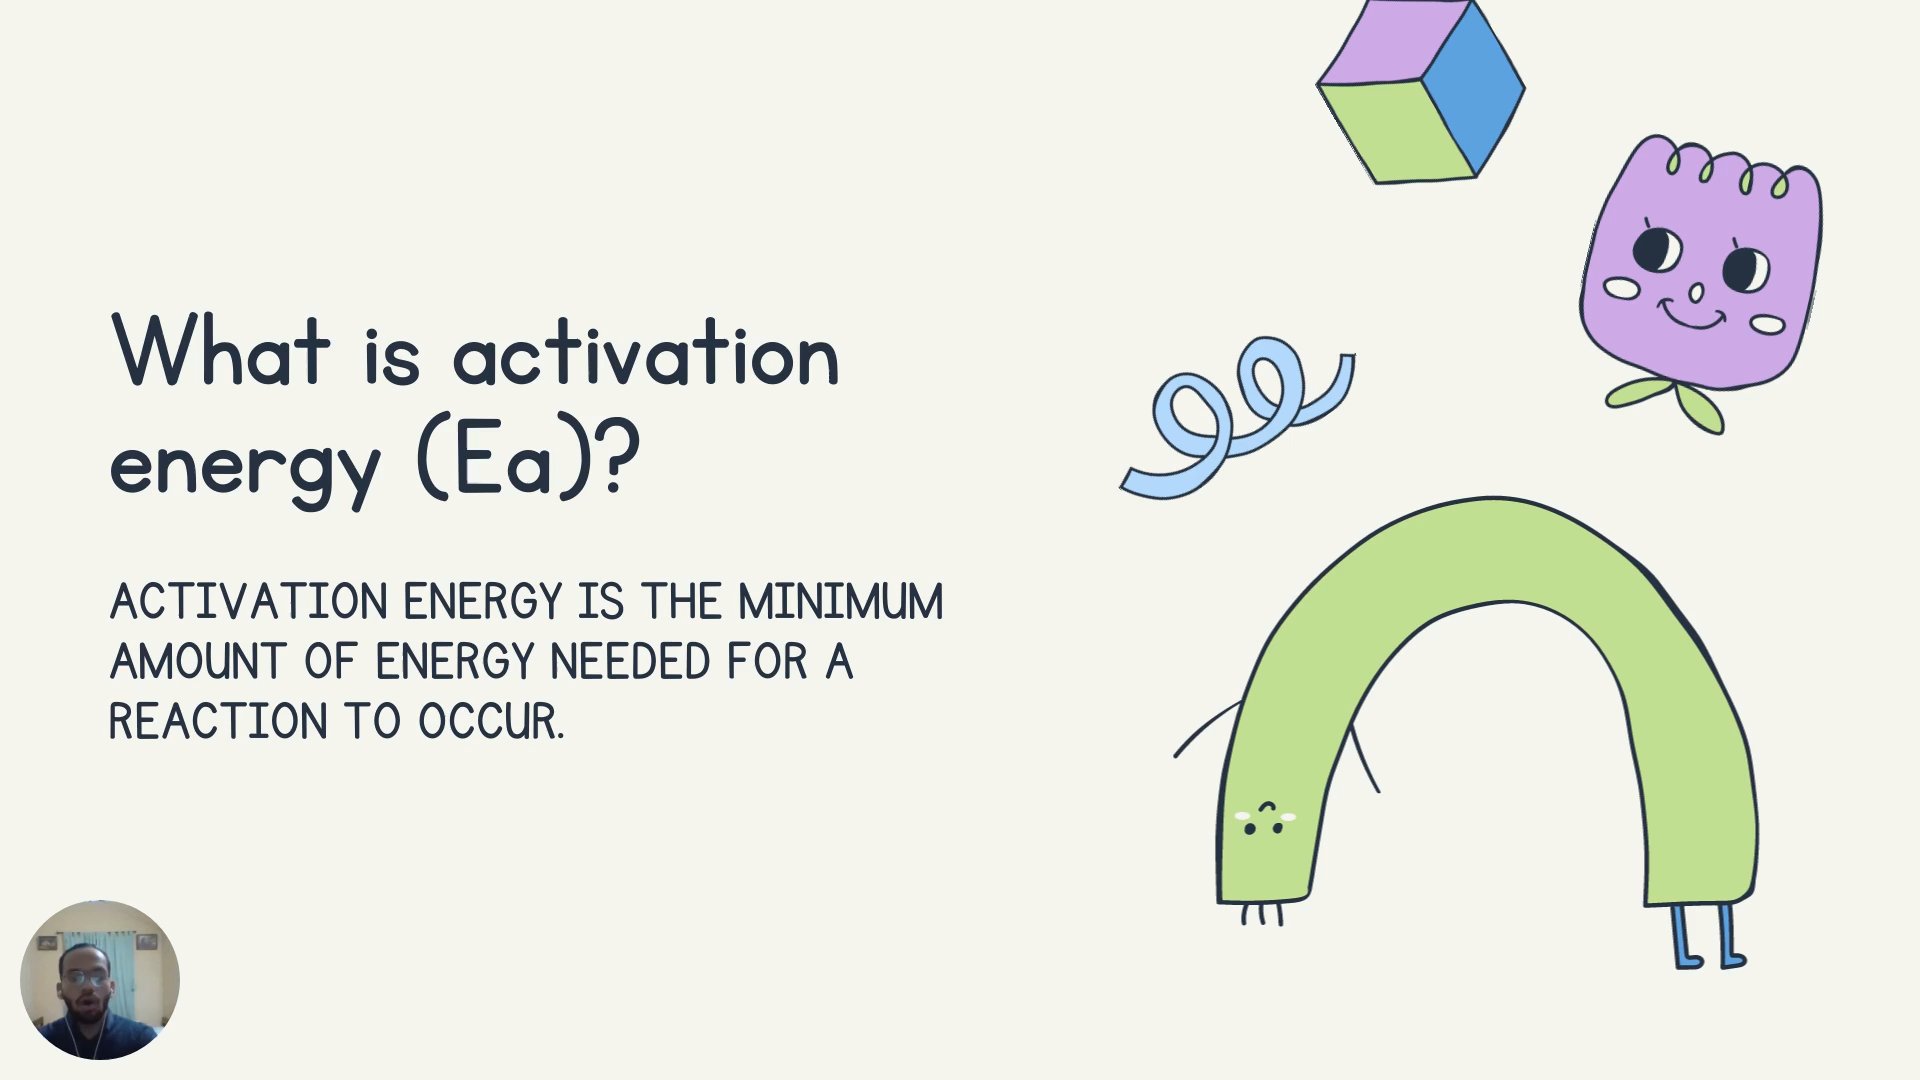 What is activation
energy (Ea)?
ACTIVATION ENERGY IS THE MINIMUM
AMOUNT OF ENERGY NEEDED FOR A
REACTION TO OCCUR.